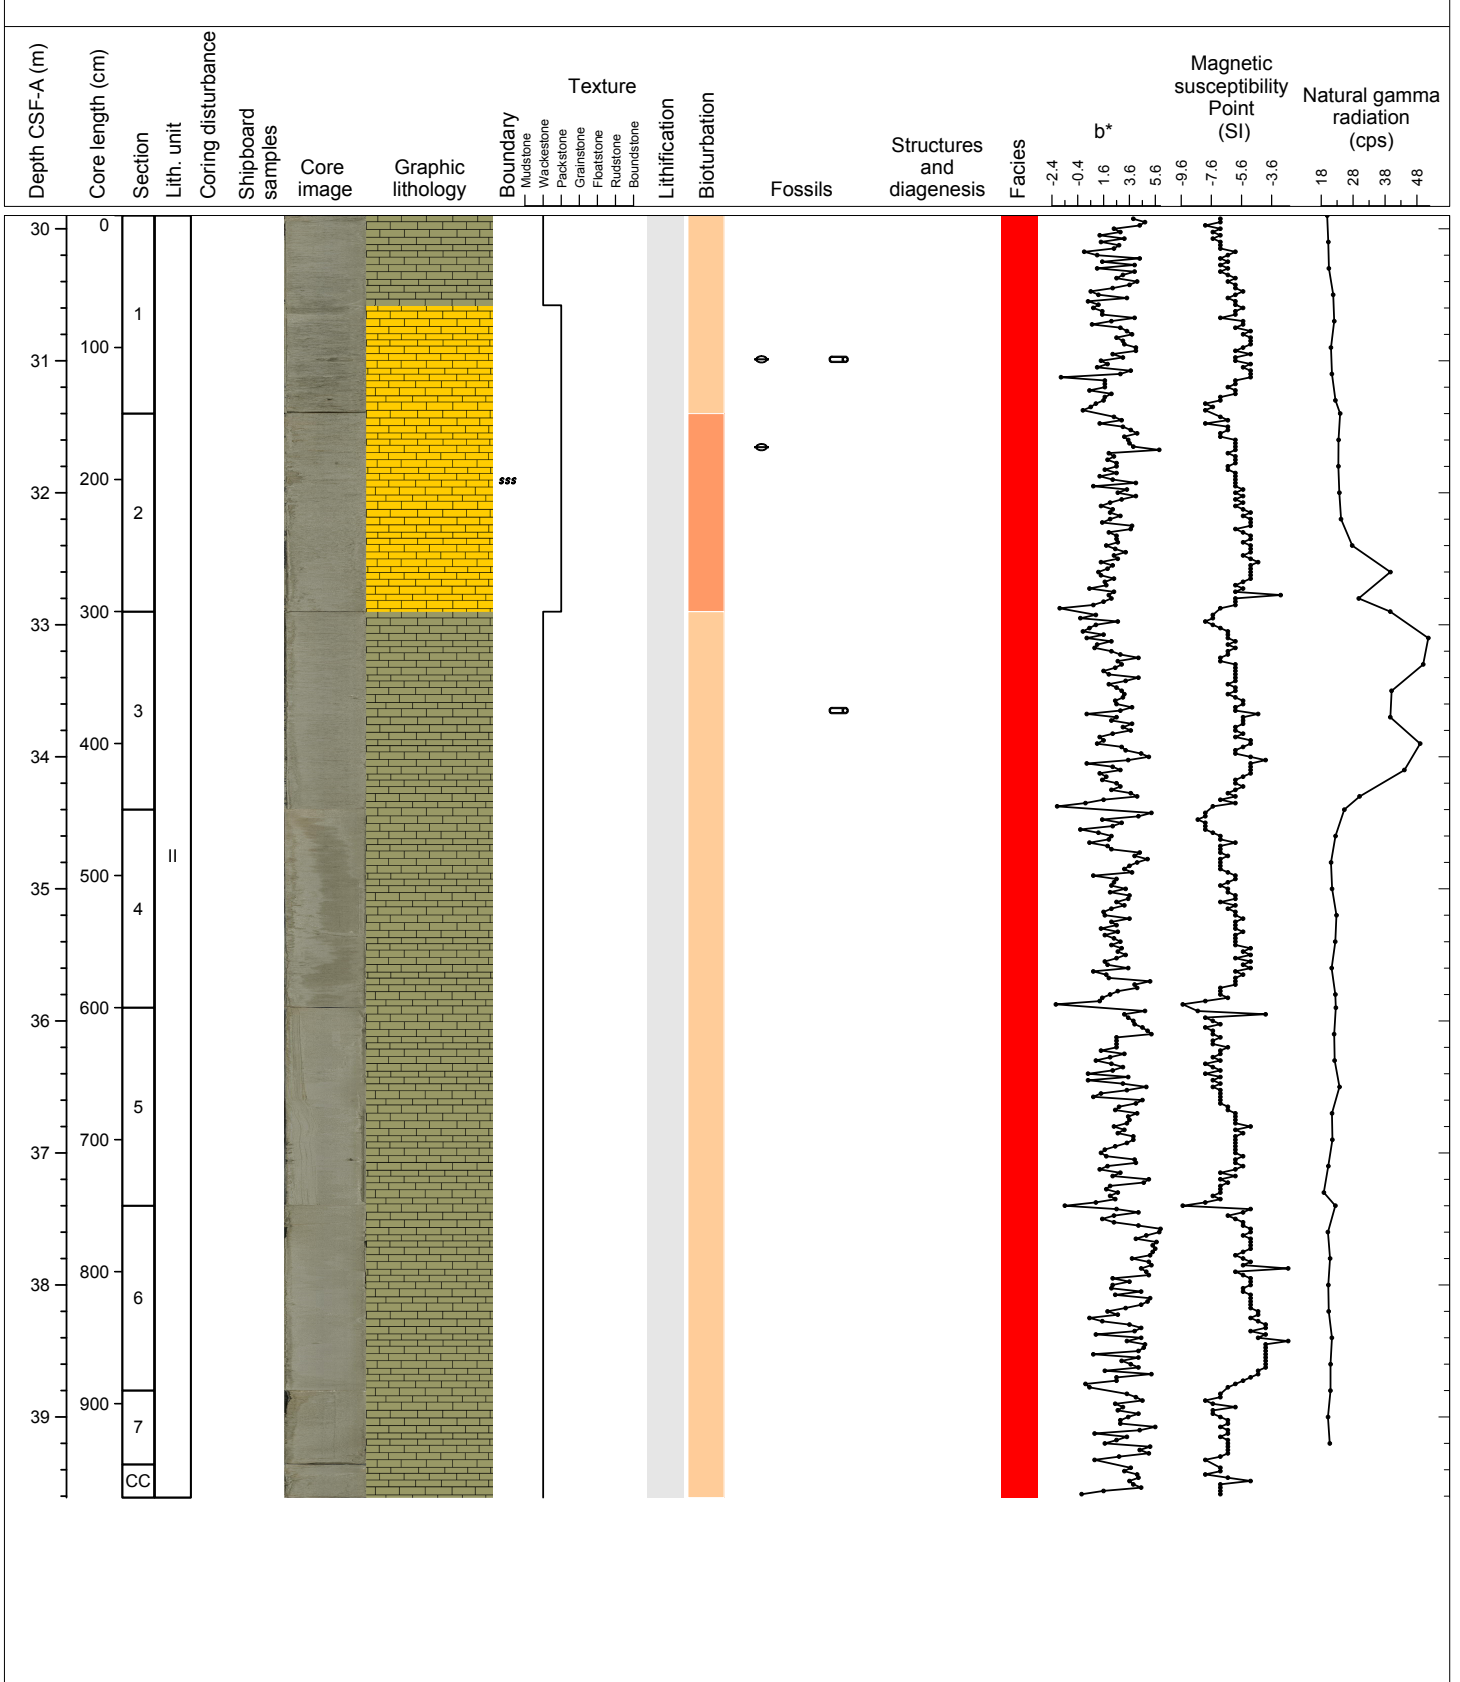 Depth CSF-A (m)
Core length (cm)
Section
Lith. unit
Coring disturbance
Shipboard
samples
Core
image
Graphic
lithology
Boundary
Texture
Mudstone
Wackestone
Packstone
Grainstone
Floatstone
Rudstone
Boundstone
Lithification
Bioturbation
Fossils
Structures
and
diagenesis
Facies
b*
-2.4
-0.4
1.6
3.6
5.6
Magnetic
susceptibility
Point
(SI)
-9.6
-7.6
-5.6
-3.6
Natural gamma
radiation
(cps)
18
28
38
48
30
31
32
33
34
35
36
37
38
39
0
100
200
300
400
500
600
700
800
900
1
2
3
4
5
6
7
CC
II
sss